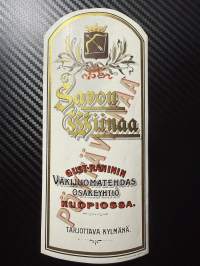 Savon
Wiinaa
GUST. RANININ
VÄKIJUOMATEHDAS
OSAKEYHTIÖ
KUOPIOSSA.
TARJOTTAVA KYLMÄNÄ.